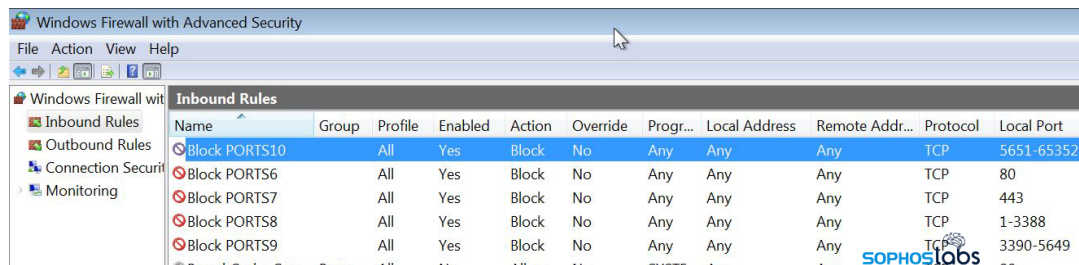 Windows Firewall with Advanced Security
File Action View Help
Windows Firewall wit
Inbound Rules
Outbound Rules
Connection Securit
Monitoring
Inbound Rules
Name Group Profile Enabled Action Override Progr... Local Address Remote Addr... Protocol Local Port
Block PORTS10 All Yes Block No Any Any Any TCP 5651-65352
Block PORTS6 All Yes Block No Any Any Any TCP 80
Block PORTS7 All Yes Block No Any Any Any TCP 443
Block PORTS8 All Yes Block No Any Any Any TCP 1-3388
Block PORTS9 All Yes Block No Any Any Any TCP 3390-5649
SOPHOSlabs